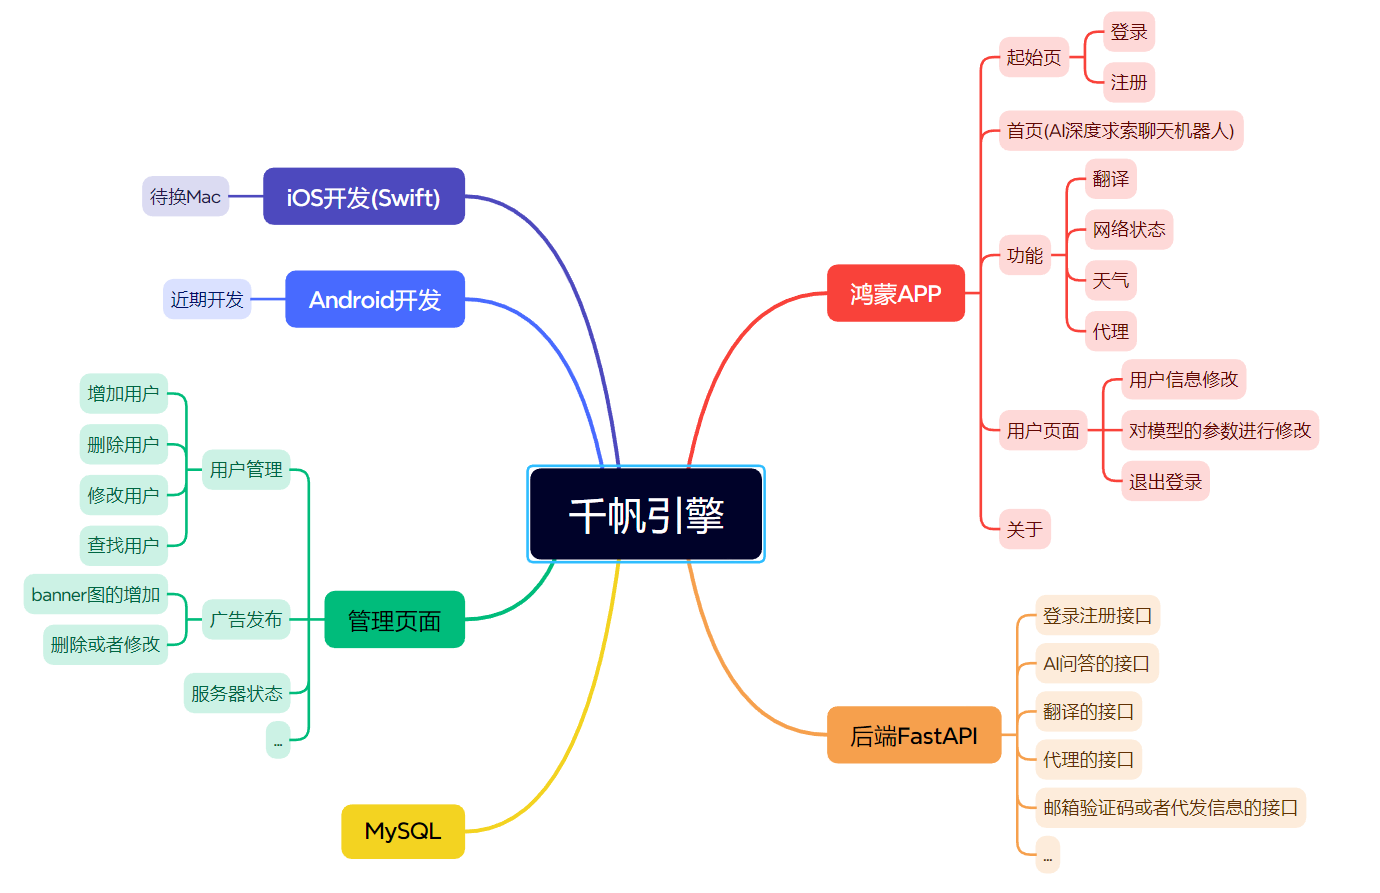 千帆引擎
鸿蒙APP
起始页
登录
注册
首页(AI深度求索聊天机器人)
功能
翻译
网络状态
天气
代理
用户页面
用户信息修改
对模型的参数进行修改
退出登录
关于
后端FastAPI
登录注册接口
AI问答的接口
翻译的接口
代理的接口
邮箱验证码或者代发信息的接口
...
iOS开发(Swift)
待换Mac
Android开发
近期开发
管理页面
用户管理
增加用户
删除用户
修改用户
查找用户
广告发布
banner图的增加
删除或者修改
服务器状态
...
MySQL